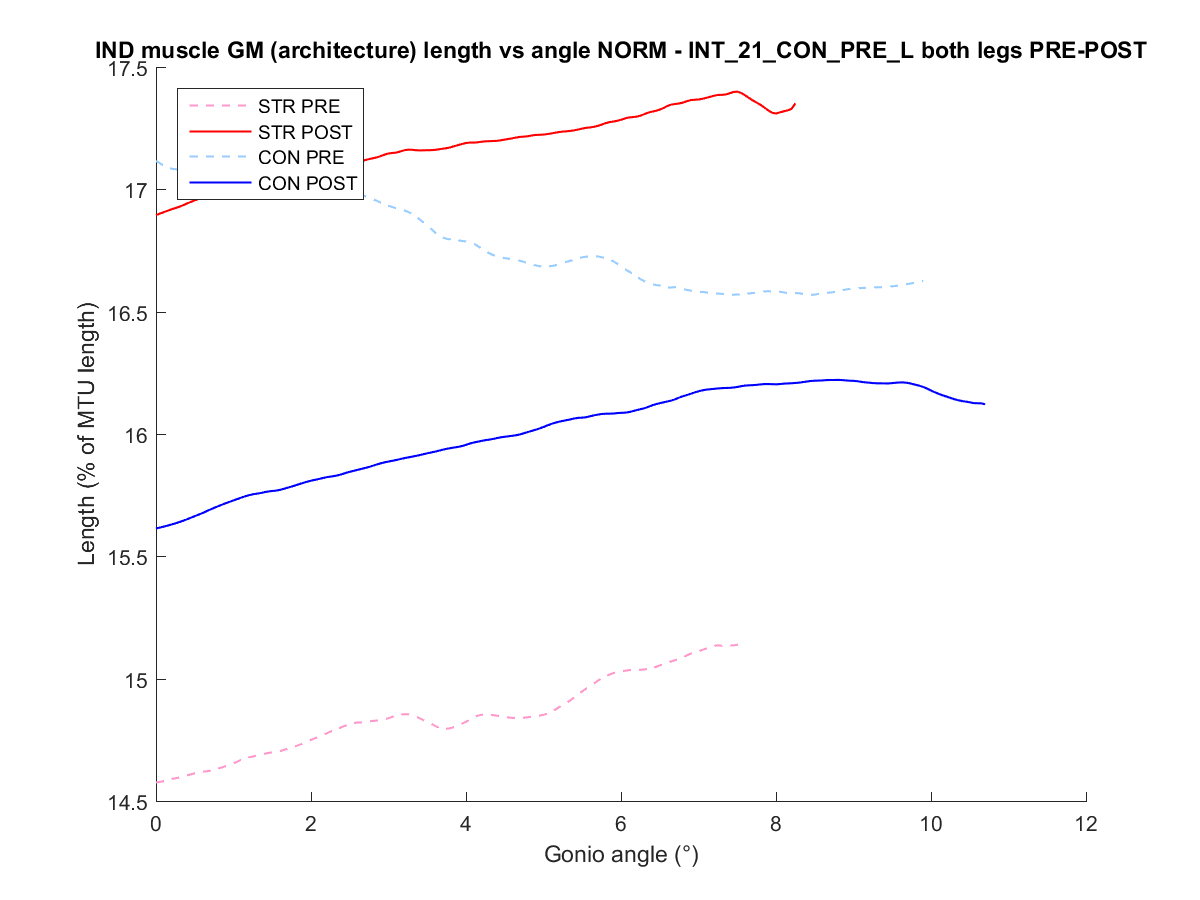 IND muscle GM (architecture) length vs angle NORM - INT_21_CON_PRE_L both legs PRE-POST
17.5
17
16.5
16
15.5
15
14.5
Length (% of MTU length)
STR PRE
STR POST
CON PRE
CON POST
0 2 4 6 8 10 12
Gonio angle (°)